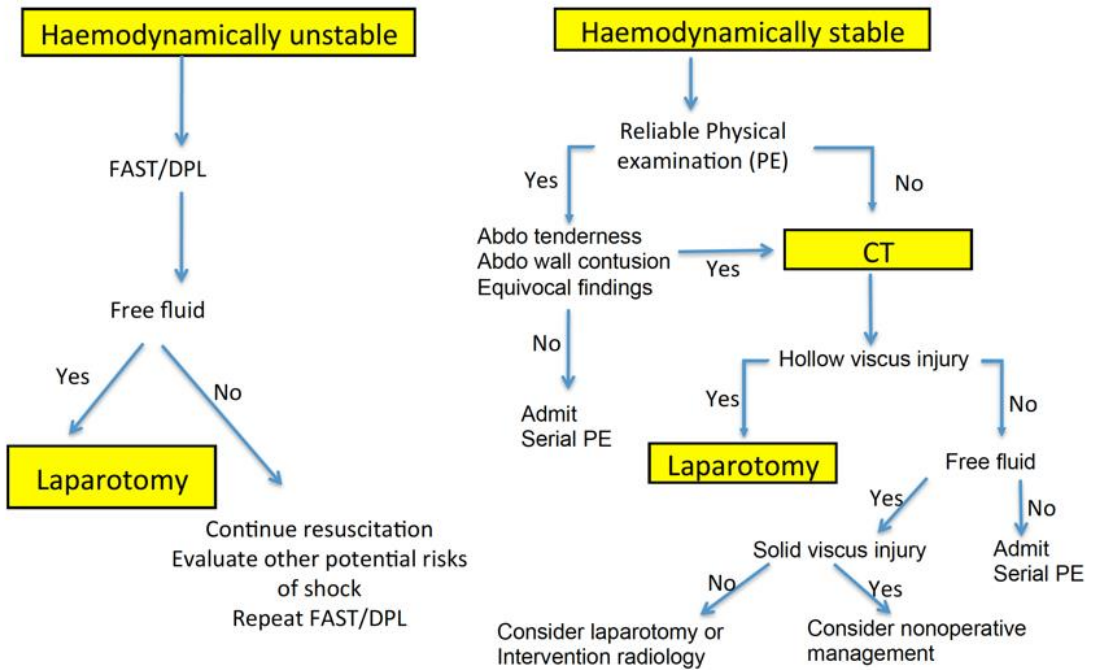 Haemodynamically unstable
FAST/DPL
Free fluid
Yes
No
Laparotomy
Continue resuscitation
Evaluate other potential risks
of shock
Repeat FAST/DPL
Haemodynamically stable
Reliable Physical
examination (PE)
Yes
No
Abdo tenderness
Abdo wall contusion
Equivocal findings
Yes
CT
No
Admit
Serial PE
Hollow viscus injury
Yes
No
Laparotomy
Free fluid
Yes
No
Solid viscus injury
Admit
Serial PE
No
Yes
Consider laparotomy or
Intervention radiology
Consider nonoperative
management